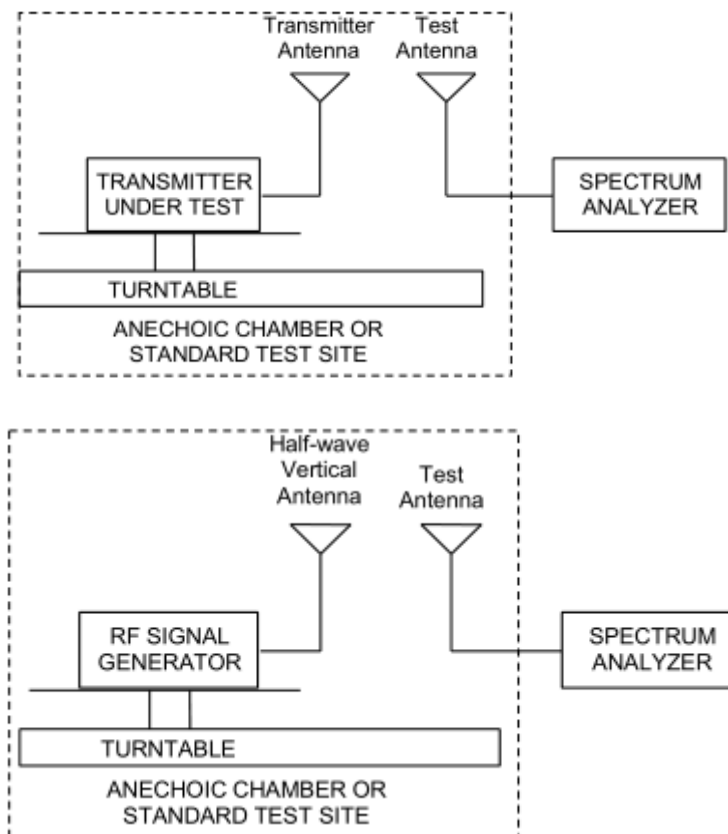 Transmitter
Antenna
Test
Antenna
TRANSMITTER
UNDER TEST
SPECTRUM
ANALYZER
TURNTABLE
ANECHOIC CHAMBER OR
STANDARD TEST SITE
Half-wave
Vertical
Antenna
Test
Antenna
RF SIGNAL
GENERATOR
SPECTRUM
ANALYZER
TURNTABLE
ANECHOIC CHAMBER OR
STANDARD TEST SITE